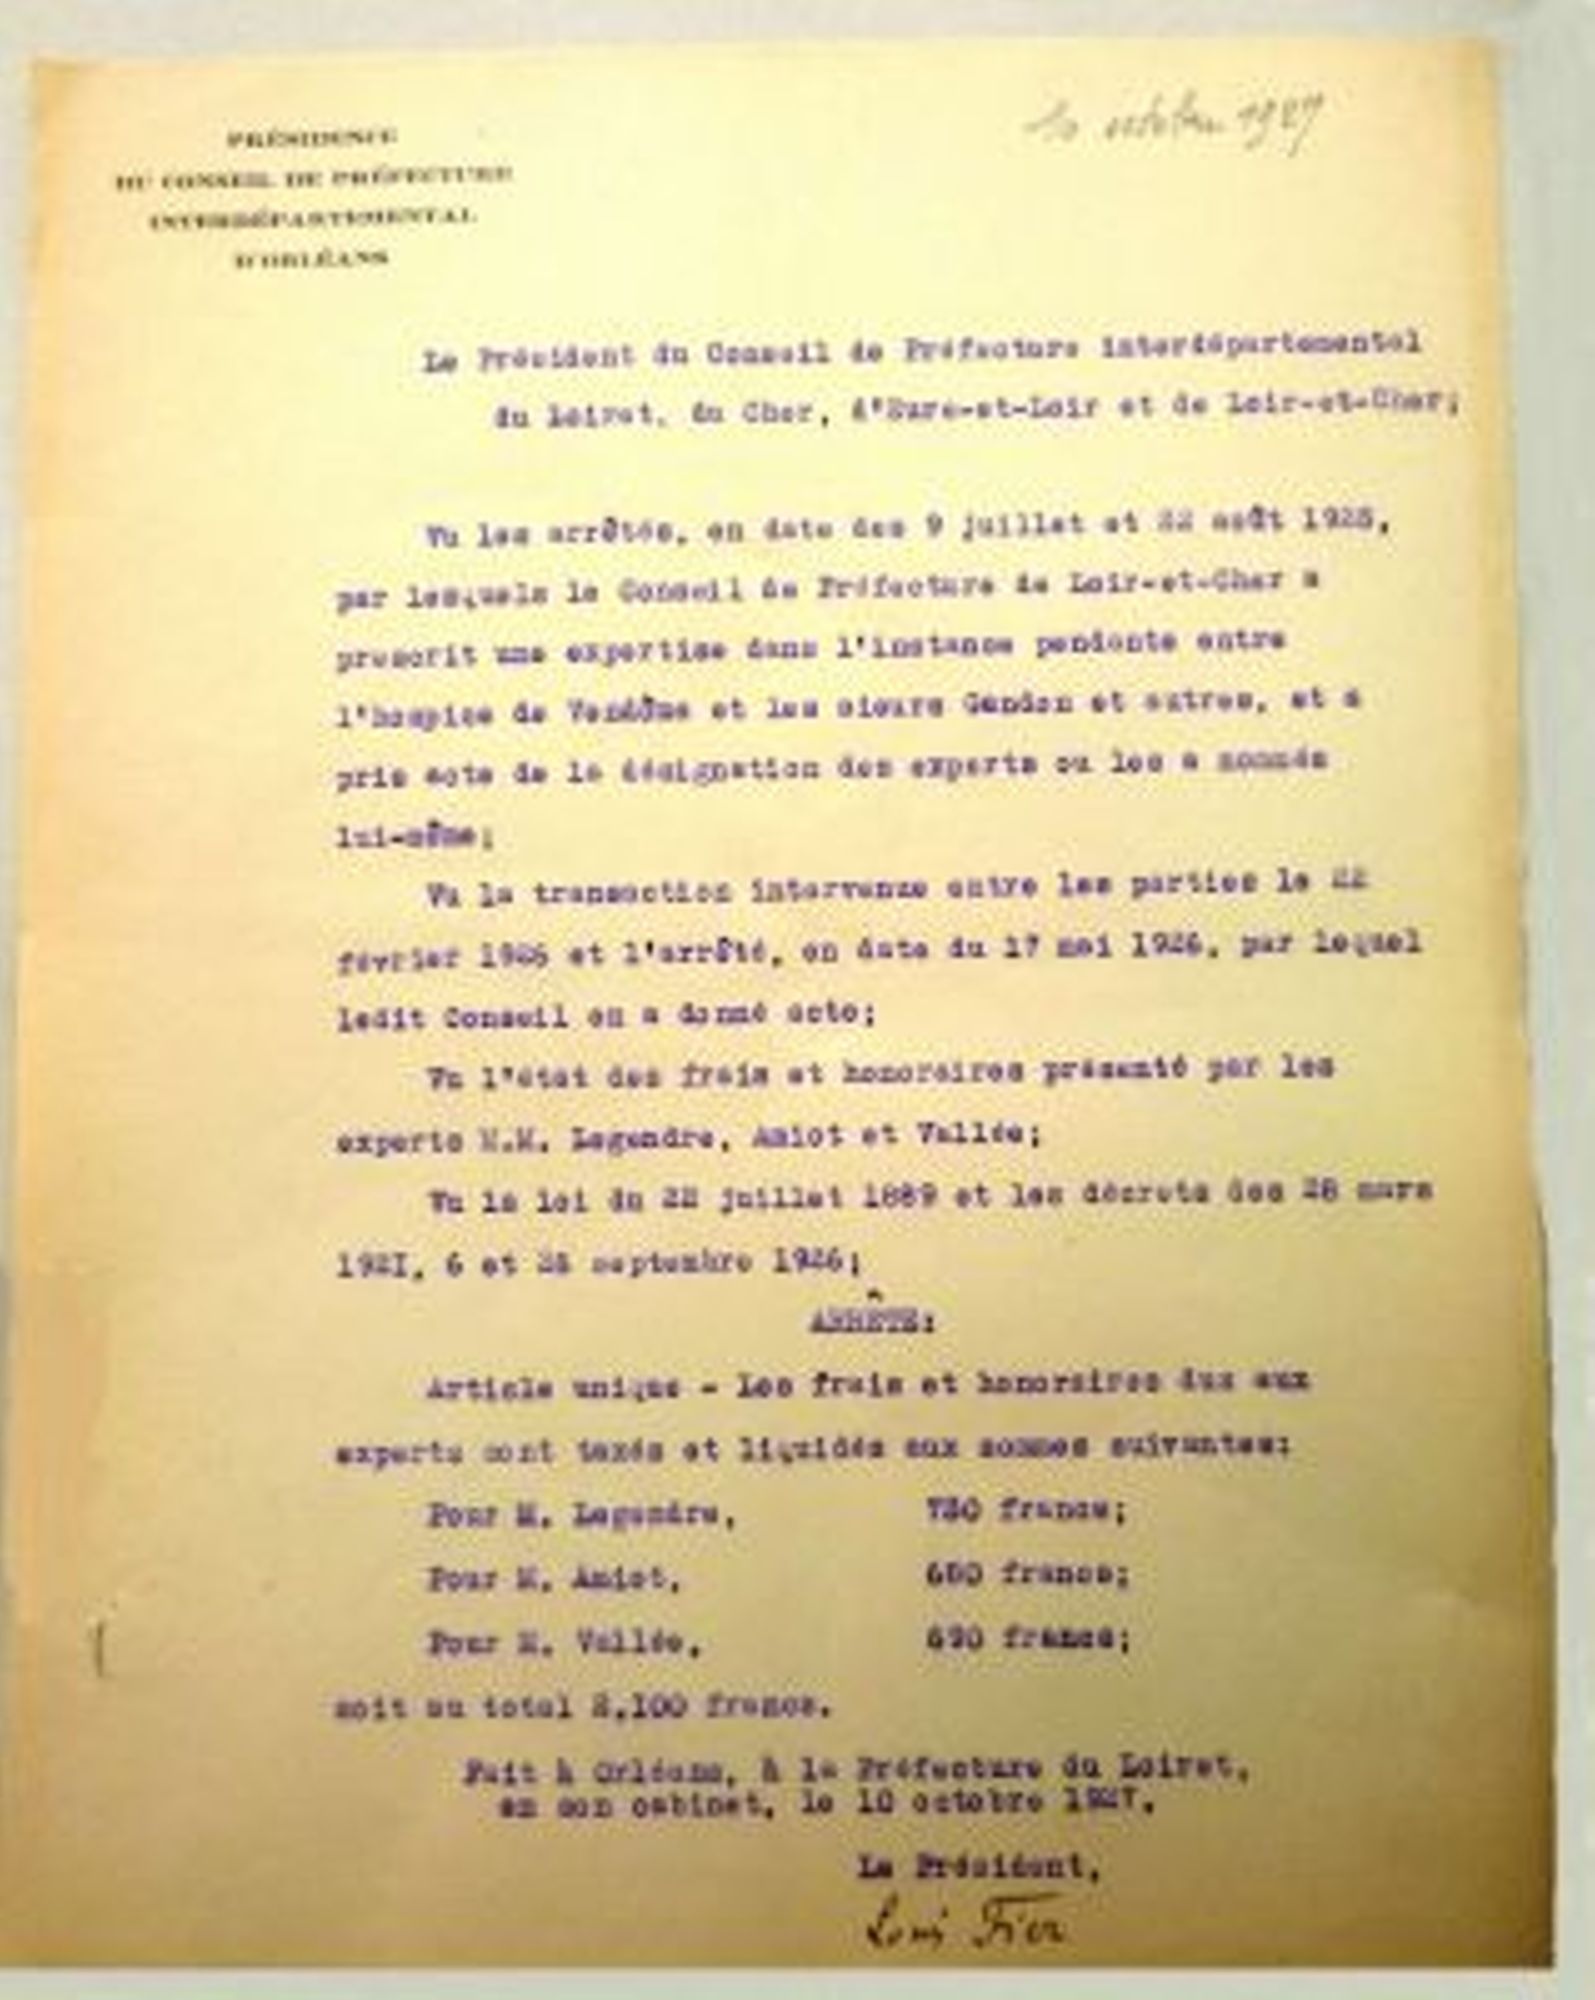 10 octobre 1927
PRÉSIDENCE
DU CONSEIL DE PRÉFECTURE
INTERDÉPARTEMENTAL
D'ORLÉANS
Le Président du Conseil de Préfecture interdépartemental
du Loiret, du Cher, d'Eure-et-Loir et de Loir-et-Cher;
Vu les arrêtés, en date des 9 juillet et 22 août 1925,
par lesquels le Conseil de Préfecture de Loir-et-Cher a
prescrit une expertise dans l'instance pendante entre
l'hospice de Vendôme et les sieurs Gendon et autres, et a
pris acte de la désignation des experts ou les a nommés
lui-même;
Vu la transaction intervenue entre les parties le 22
février 1926 et l'arrêté, en date du 17 mai 1926, par lequel
ledit Conseil en a donné acte;
Vu l'état des frais et honoraires présenté par les
experts M.M. Legendre, Amiot et Vallée;
Vu la loi du 22 juillet 1889 et les décrets des 28 mars
192I, 6 et 26 septembre 1926;
ARRÊTE:
Article unique - Les frais et honoraires dus aux
experts sont taxés et liquidés aux sommes suivantes:
Pour M. Legendre, 730 francs;
Pour M. Amiot, 680 francs;
Pour M. Vallée, 690 francs;
soit au total 2,100 francs.
Fait à Orléans, à la Préfecture du Loiret,
en son cabinet, le 10 octobre 1927.
Le Président,
Louis